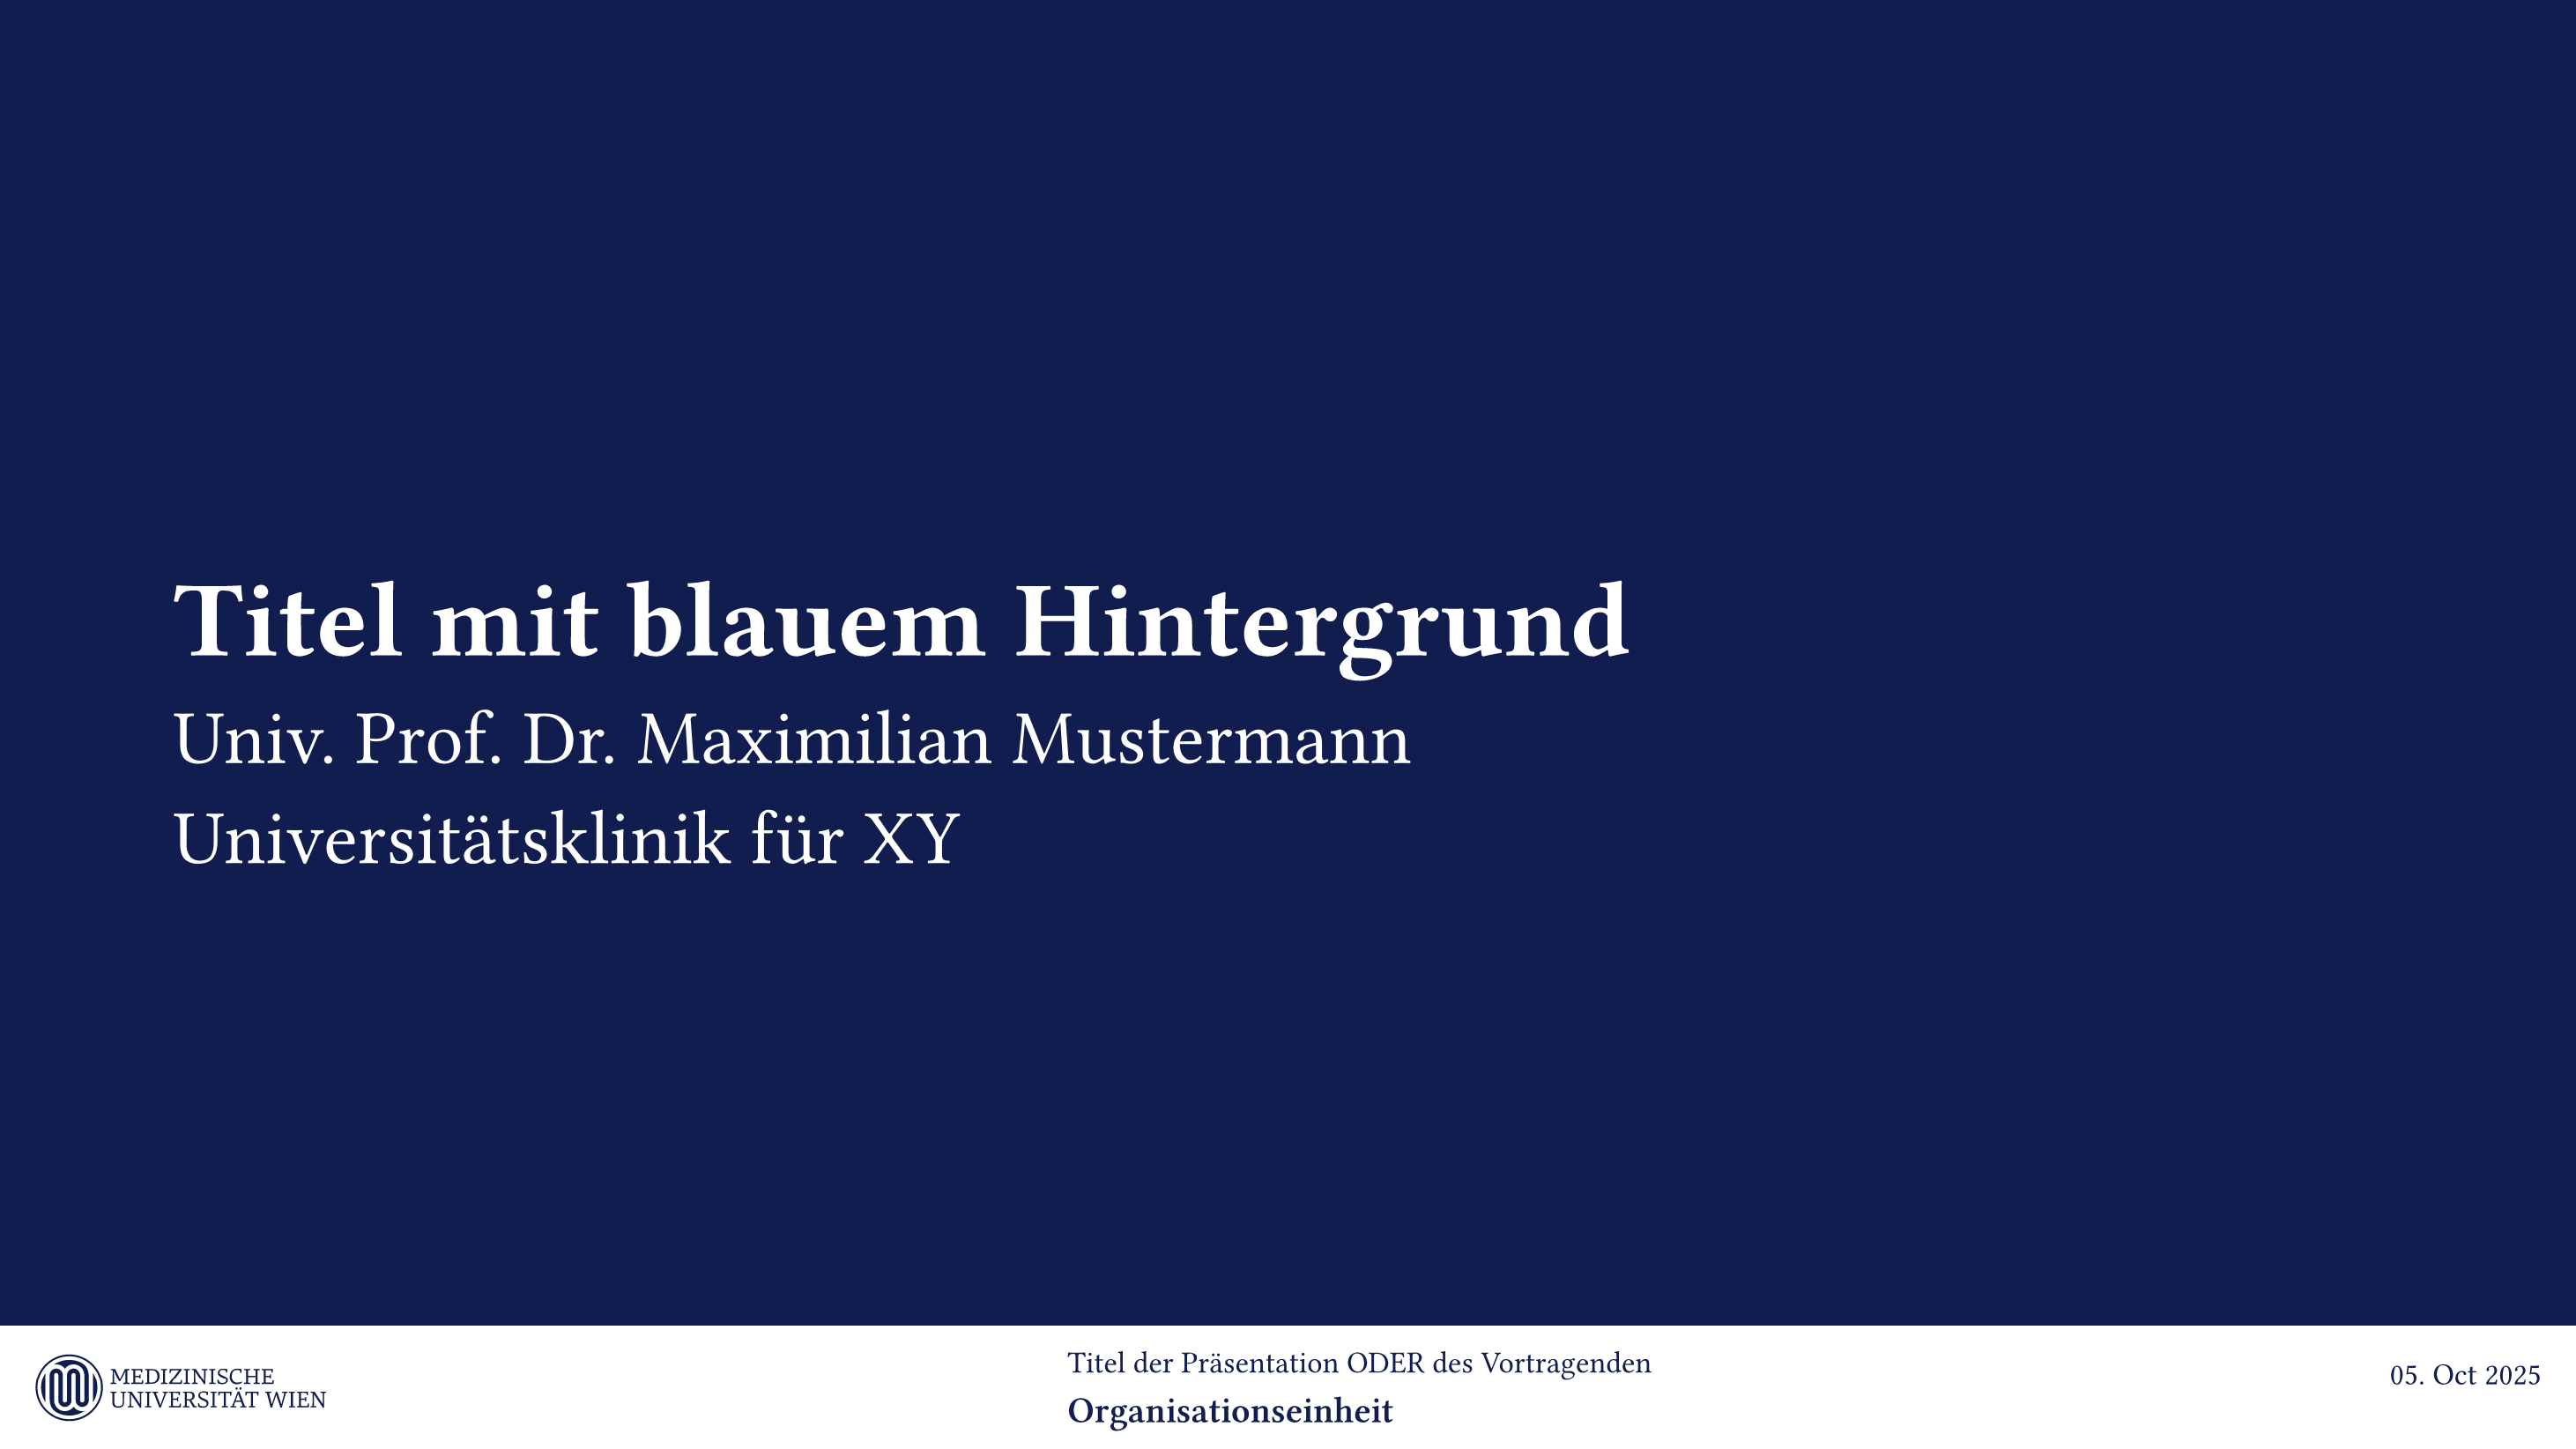 Titel mit blauem Hintergrund
Univ. Prof. Dr. Maximilian Mustermann
Universitätsklinik für XY
MEDIZINISCHE
UNIVERSITÄT WIEN
Titel der Präsentation ODER des Vortragenden
Organisationseinheit
05. Oct 2025